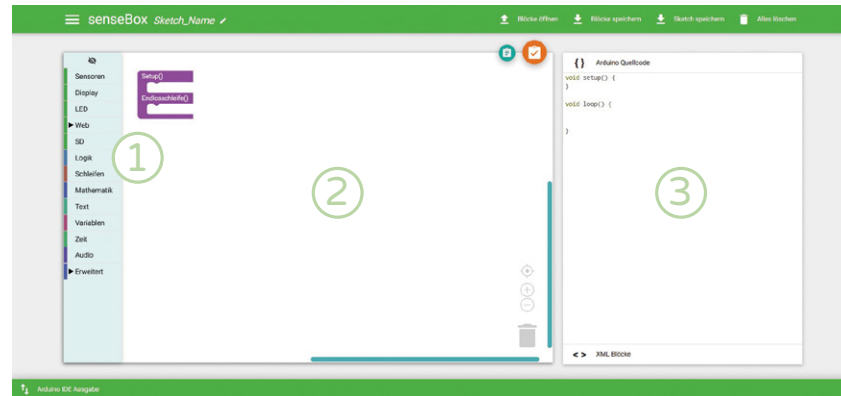 senseBox Sketch_Name
Blöcke öffnen
Blöcke speichern
Sketch speichern
Alles löschen
Sensoren
Display
LED
Web
SD
Logik
Schleifen
Mathematik
Text
Variablen
Zeit
Audio
Erweitert
1
Setup()
Endlosschleife()
2
{} Arduino Quellcode
void setup() {
}
void loop() {
}
3
< > XML Blöcke
Arduino IDE Ausgabe